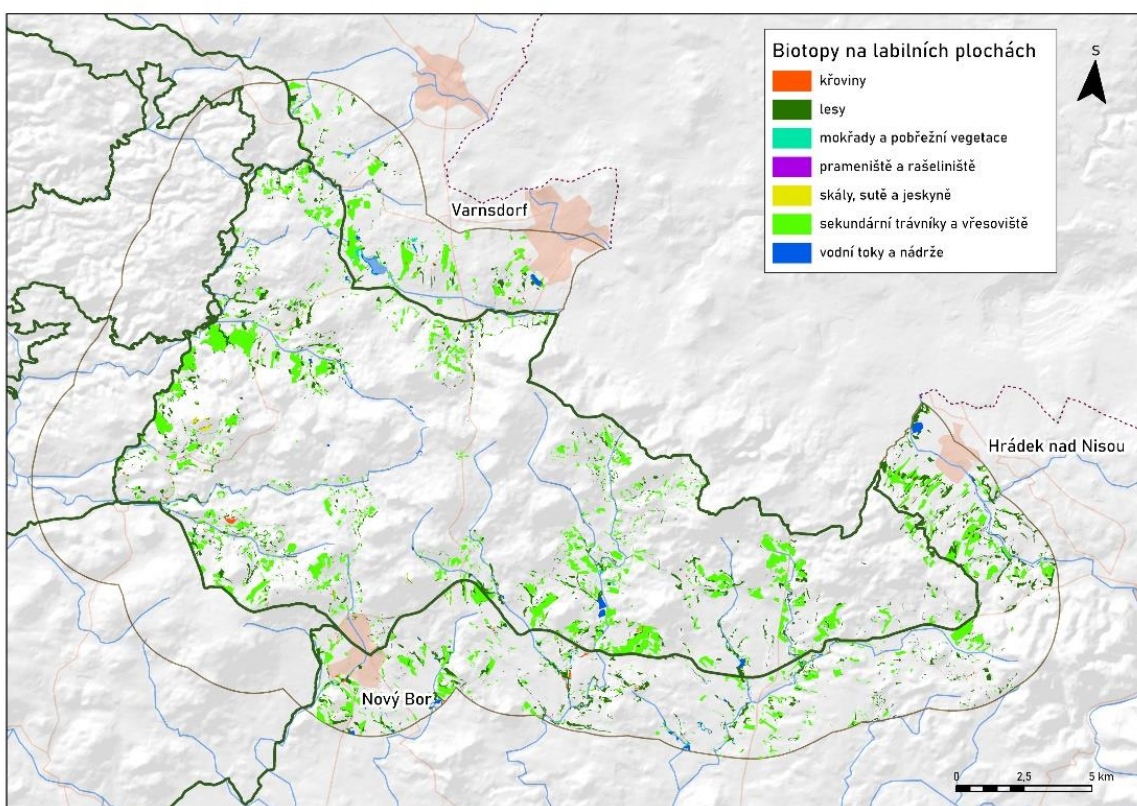 Biotopy na labilních plochách
křoviny
lesy
mokřady a pobřežní vegetace
prameniště a rašeliniště
skály, sutě a jeskyně
sekundární trávníky a vřesoviště
vodní toky a nádrže
S
Varnsdorf
Hrádek nad Nisou
Nový Bor
0 2,5 5 km